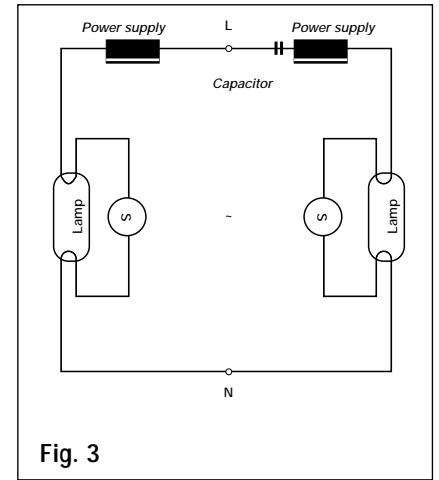 Power supply L Power supply
Capacitor
Lamp S ~ S Lamp
N
Fig. 3